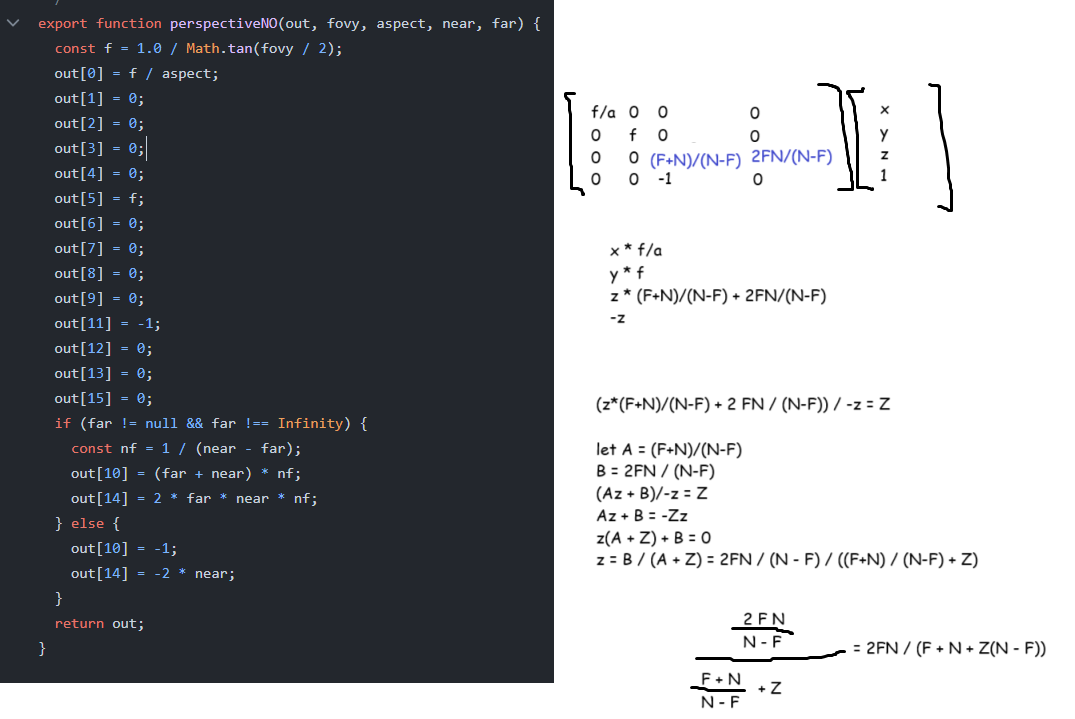 export function perspectiveNO(out, fovy, aspect, near, far) {
const f = 1.0 / Math.tan(fovy / 2);
out[0] = f / aspect;
out[1] = 0;
out[2] = 0;
out[3] = 0;
out[4] = 0;
out[5] = f;
out[6] = 0;
out[7] = 0;
out[8] = 0;
out[9] = 0;
out[11] = -1;
out[12] = 0;
out[13] = 0;
out[15] = 0;
if (far != null && far !== Infinity) {
const nf = 1 / (near - far);
out[10] = (far + near) * nf;
out[14] = 2 * far * near * nf;
} else {
out[10] = -1;
out[14] = -2 * near;
}
return out;
}
f/a 0 0 0 x
0 f 0 0 y
0 0 (F+N)/(N-F) 2FN/(N-F) z
0 0 -1 0 1
x * f/a
y * f
z * (F+N)/(N-F) + 2FN/(N-F)
-z
(z*(F+N)/(N-F) + 2 FN / (N-F)) / -z = Z
let A = (F+N)/(N-F)
B = 2FN / (N-F)
(Az + B)/-z = Z
Az + B = -Zz
z(A + Z) + B = 0
z = B / (A + Z) = 2FN / (N - F) / ((F+N) / (N-F) + Z)
2 F N
N - F
= 2FN / (F + N + Z(N - F))
F + N
+ Z
N - F